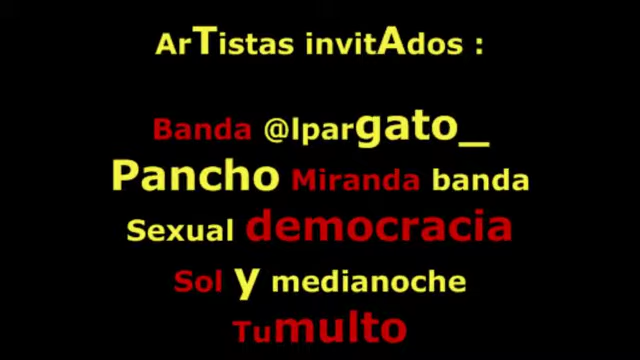 ArTistas invitAdos :
Banda @lpargato_
Pancho Miranda banda
Sexual democracia
Sol y medianoche
Tumulto